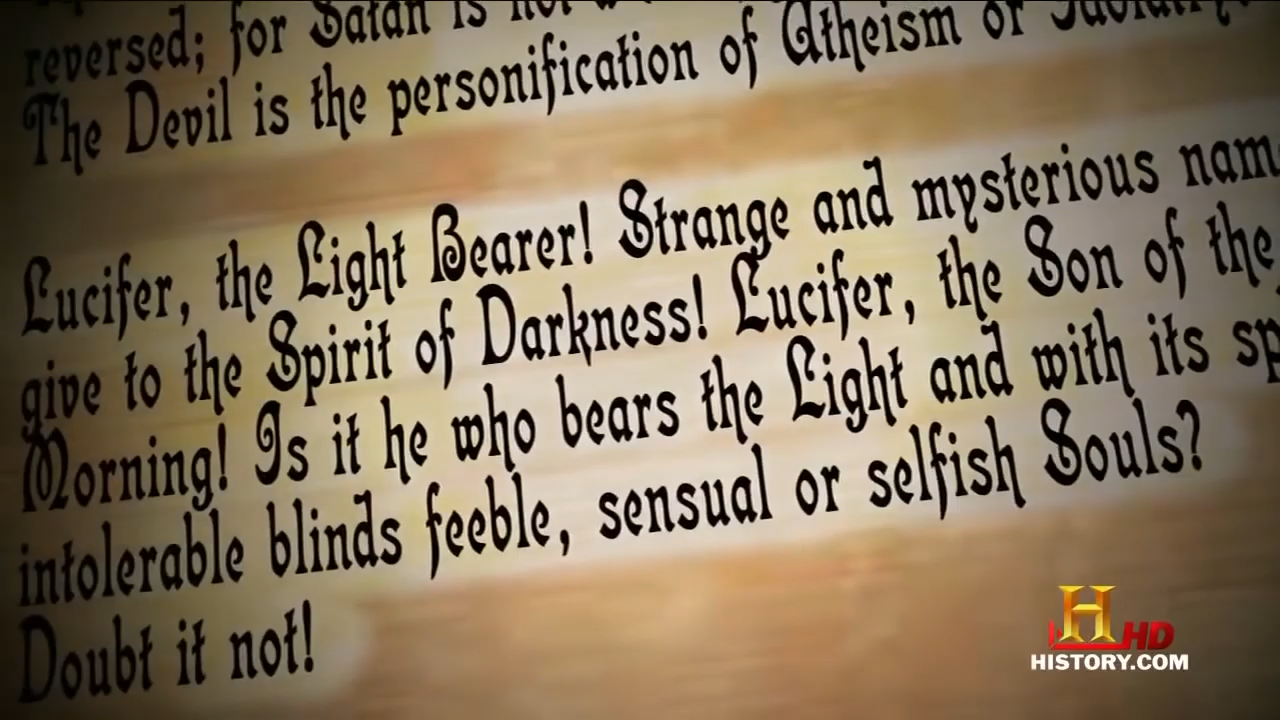 reversed; for Satan is not
The Devil is the personification of Atheism or Idolatry
Lucifer, the Light Bearer! Strange and mysterious nam
give to the Spirit of Darkness! Lucifer, the Son of the
Morning! Is it he who bears the Light and with its sp
intolerable blinds feeble, sensual or selfish Souls?
Doubt it not!
H HD
HISTORY.COM